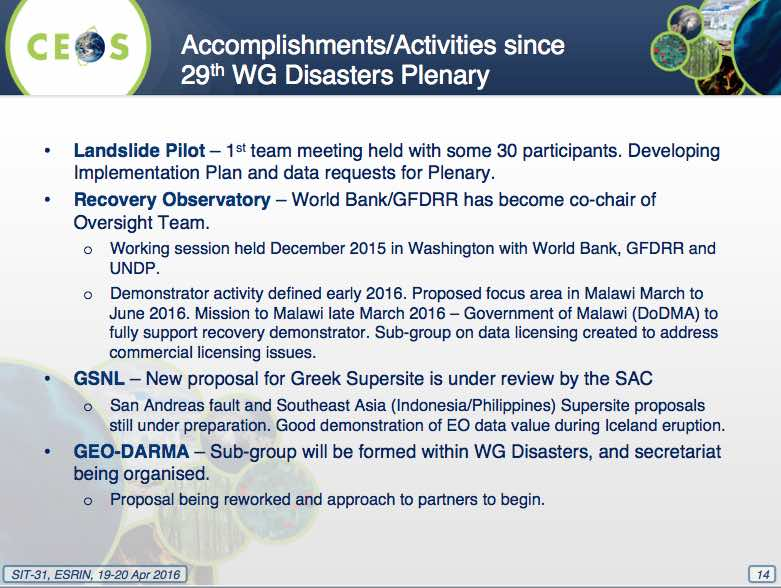 CEOS
Accomplishments/Activities since
29th WG Disasters Plenary
• Landslide Pilot – 1st team meeting held with some 30 participants. Developing
Implementation Plan and data requests for Plenary.
• Recovery Observatory – World Bank/GFDRR has become co-chair of
Oversight Team.
o Working session held December 2015 in Washington with World Bank, GFDRR and
UNDP.
o Demonstrator activity defined early 2016. Proposed focus area in Malawi March to
June 2016. Mission to Malawi late March 2016 – Government of Malawi (DoDMA) to
fully support recovery demonstrator. Sub-group on data licensing created to address
commercial licensing issues.
• GSNL – New proposal for Greek Supersite is under review by the SAC
o San Andreas fault and Southeast Asia (Indonesia/Philippines) Supersite proposals
still under preparation. Good demonstration of EO data value during Iceland eruption.
• GEO-DARMA – Sub-group will be formed within WG Disasters, and secretariat
being organised.
o Proposal being reworked and approach to partners to begin.
SIT-31, ESRIN, 19-20 Apr 2016
14